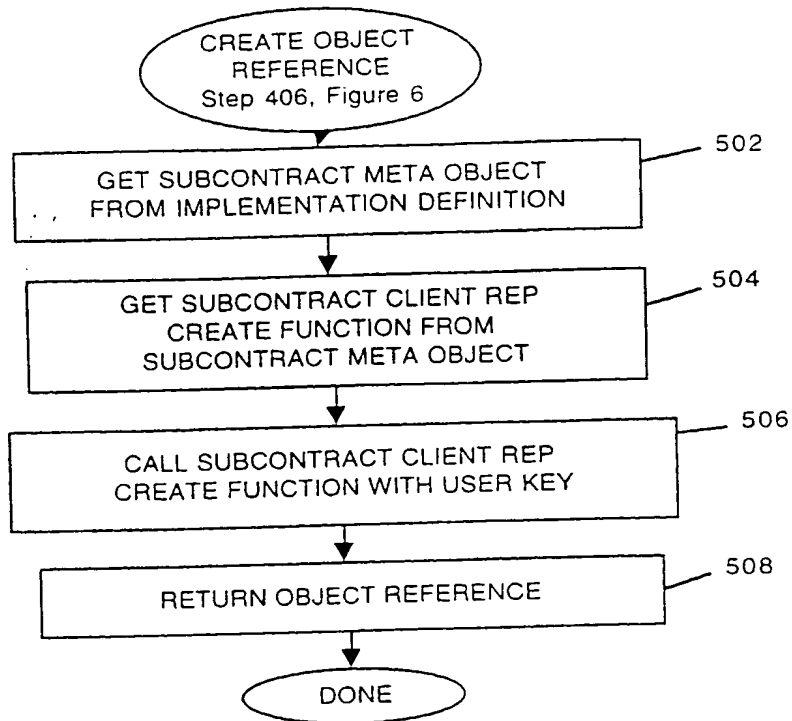 CREATE OBJECT
REFERENCE
Step 406, Figure 6
502
GET SUBCONTRACT META OBJECT
FROM IMPLEMENTATION DEFINITION
504
GET SUBCONTRACT CLIENT REP
CREATE FUNCTION FROM
SUBCONTRACT META OBJECT
506
CALL SUBCONTRACT CLIENT REP
CREATE FUNCTION WITH USER KEY
508
RETURN OBJECT REFERENCE
DONE